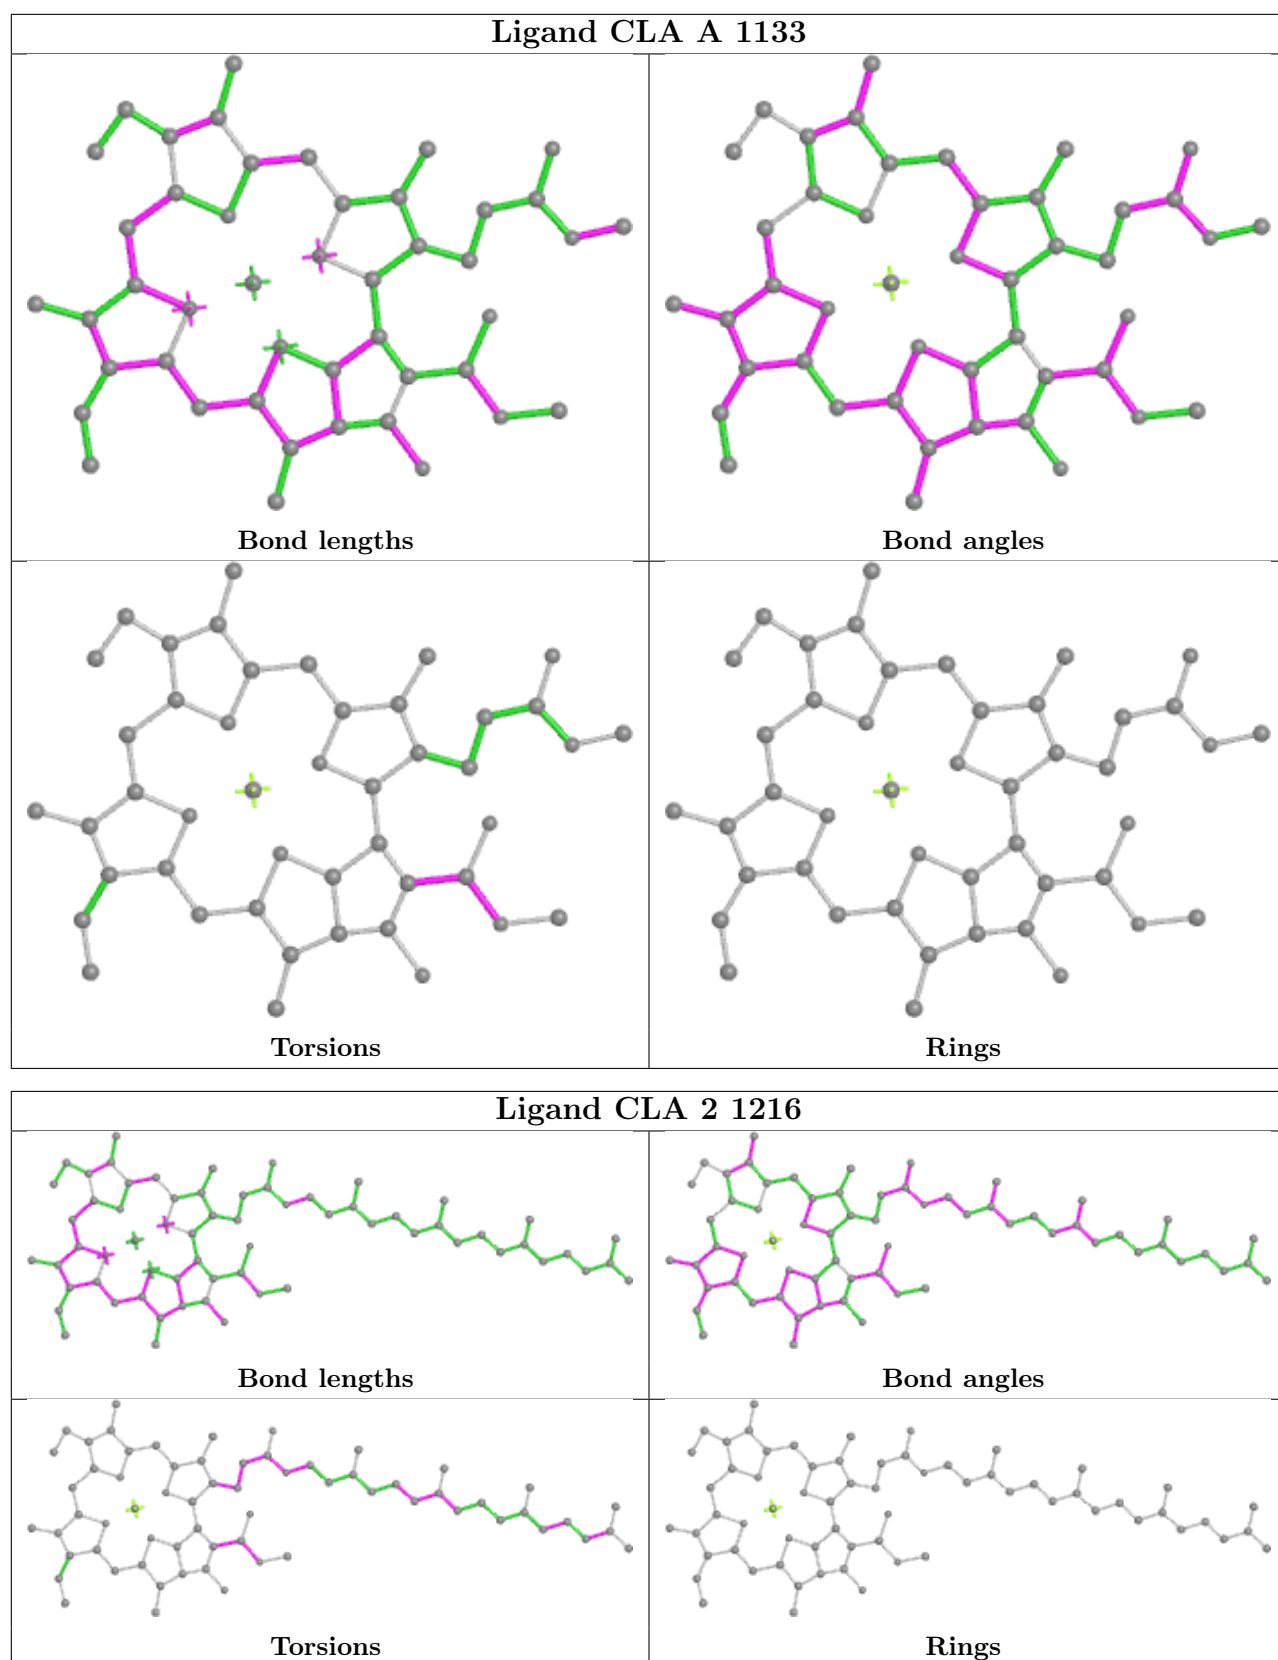 Ligand CLA A 1133
Bond lengths
Bond angles
Torsions
Rings
Ligand CLA 2 1216
Bond lengths
Bond angles
Torsions
Rings